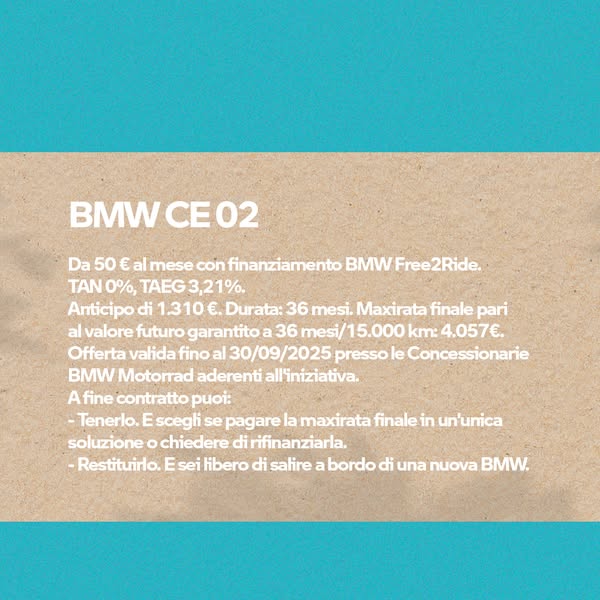 BMW CE 02
Da 50 € al mese con finanziamento BMW Free2Ride.
TAN 0%, TAEG 3,21%.
Anticipo di 1.310 €. Durata: 36 mesi. Maxirata finale pari
al valore futuro garantito a 36 mesi/15.000 km: 4.057€.
Offerta valida fino al 30/09/2025 presso le Concessionarie
BMW Motorrad aderenti all'iniziativa.
A fine contratto puoi:
- Tenerlo. E scegli se pagare la maxirata finale in un'unica
soluzione o chiedere di rifinanziarla.
- Restituirlo. E sei libero di salire a bordo di una nuova BMW.